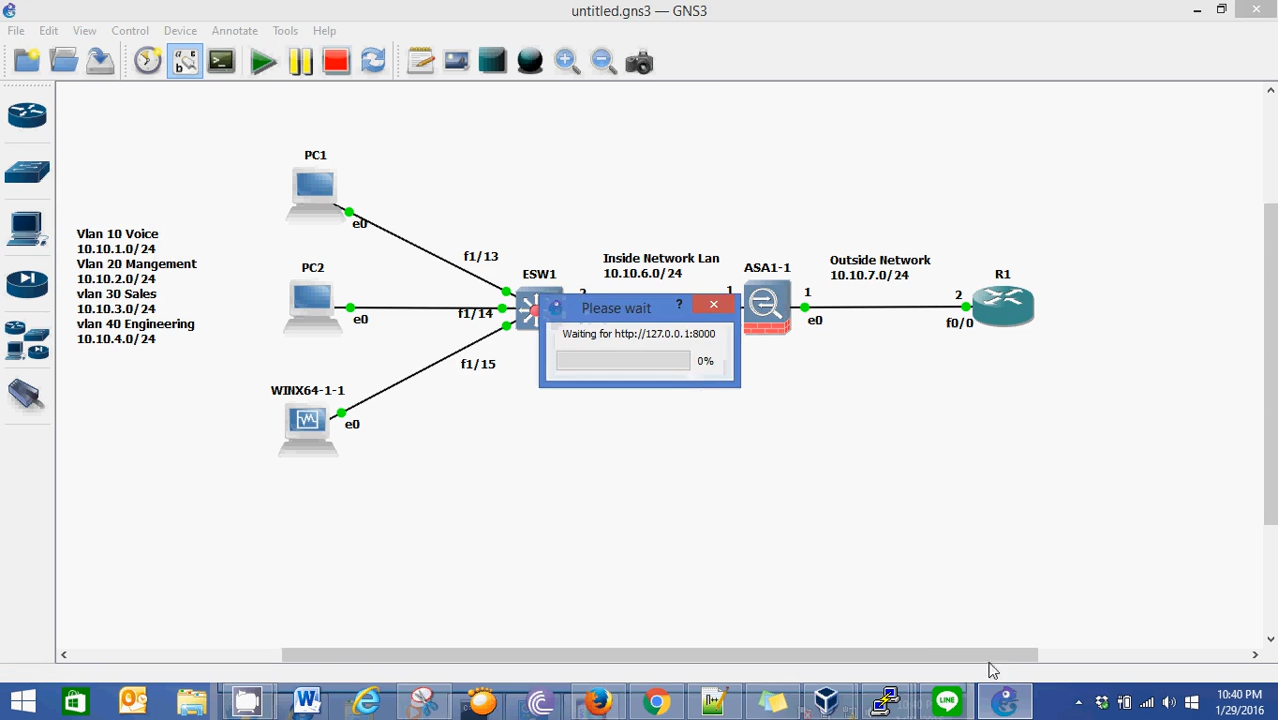 untitled.gns3 — GNS3
File Edit View Control Device Annotate Tools Help
PC1
e0
Vlan 10 Voice
10.10.1.0/24
Vlan 20 Mangement
10.10.2.0/24
vlan 30 Sales
10.10.3.0/24
vlan 40 Engineering
10.10.4.0/24
f1/13
PC2
e0
f1/14
ESW1
Inside Network Lan
10.10.6.0/24
ASA1-1
1
e0
Outside Network
10.10.7.0/24
R1
2
f0/0
Please wait
?
Waiting for http://127.0.0.1:8000
0%
f1/15
WINX64-1-1
e0
10:40 PM
1/29/2016